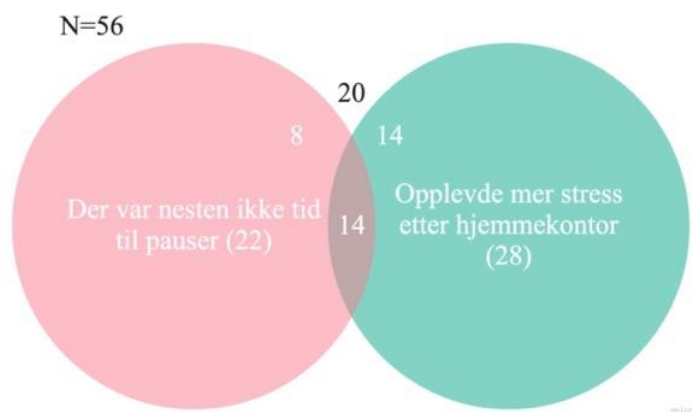 N=56
20
8
14
Der var nesten ikke tid
til pauser (22)
14
Opplevde mer stress
etter hjemmekontor
(28)